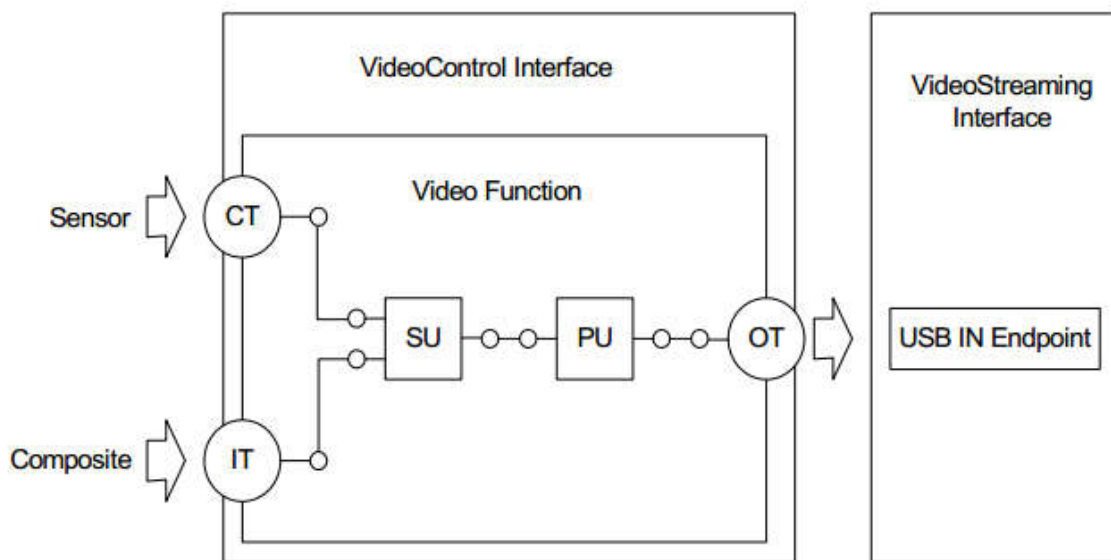 VideoControl Interface
VideoStreaming
Interface
Video Function
Sensor
CT
SU
PU
OT
USB IN Endpoint
Composite
IT